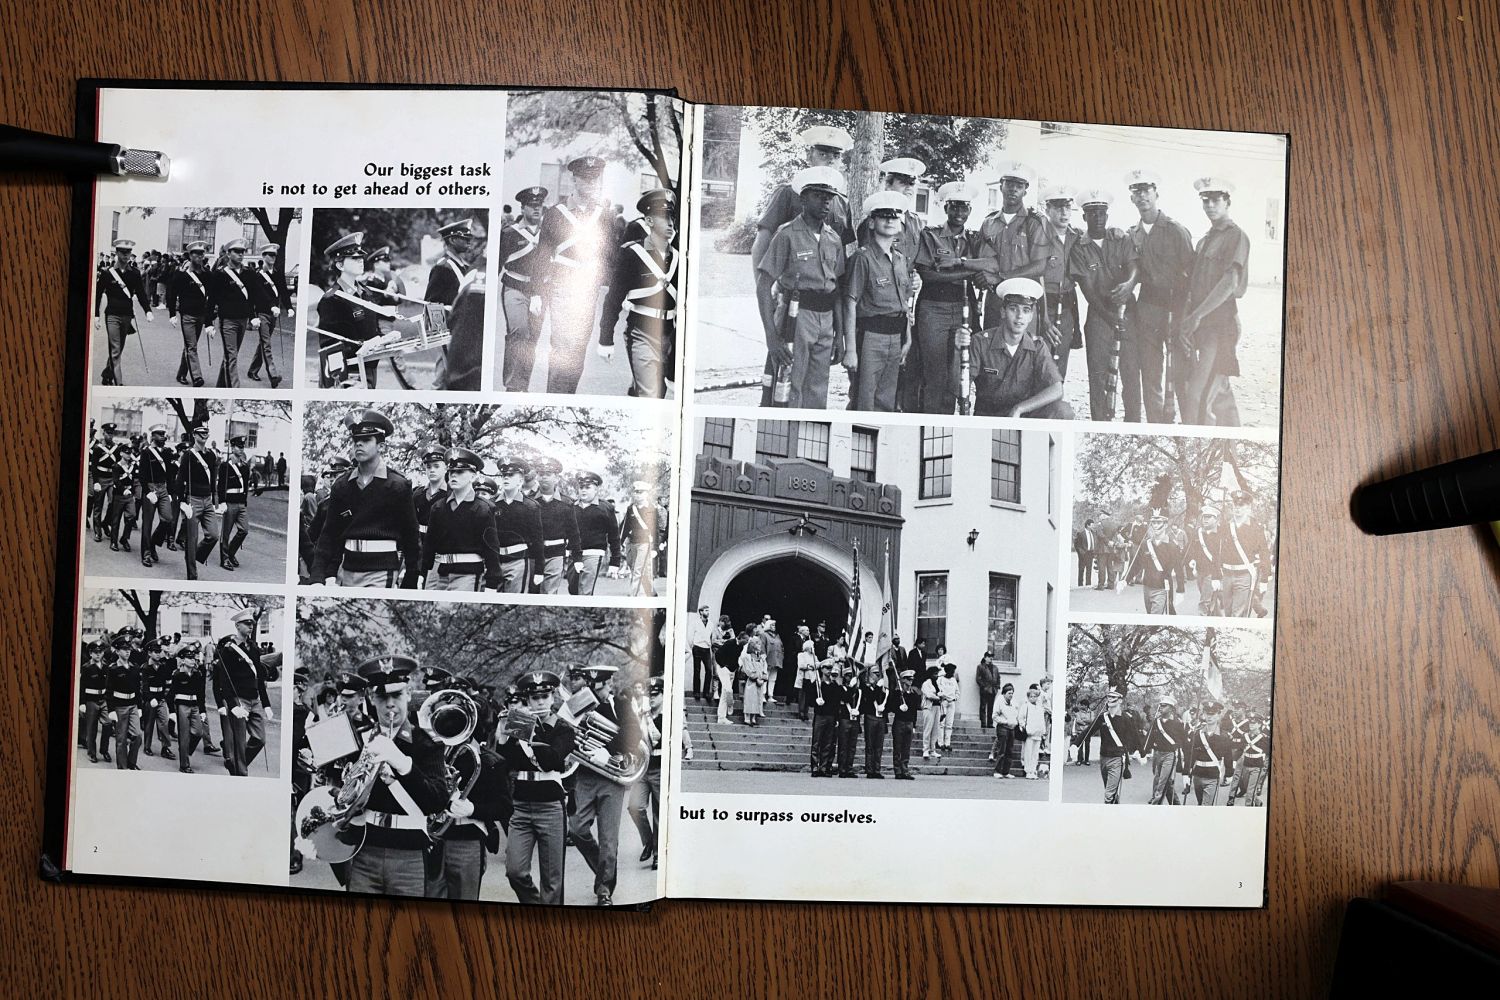 Our biggest task
is not to get ahead of others,
1889
but to surpass ourselves.
2
3